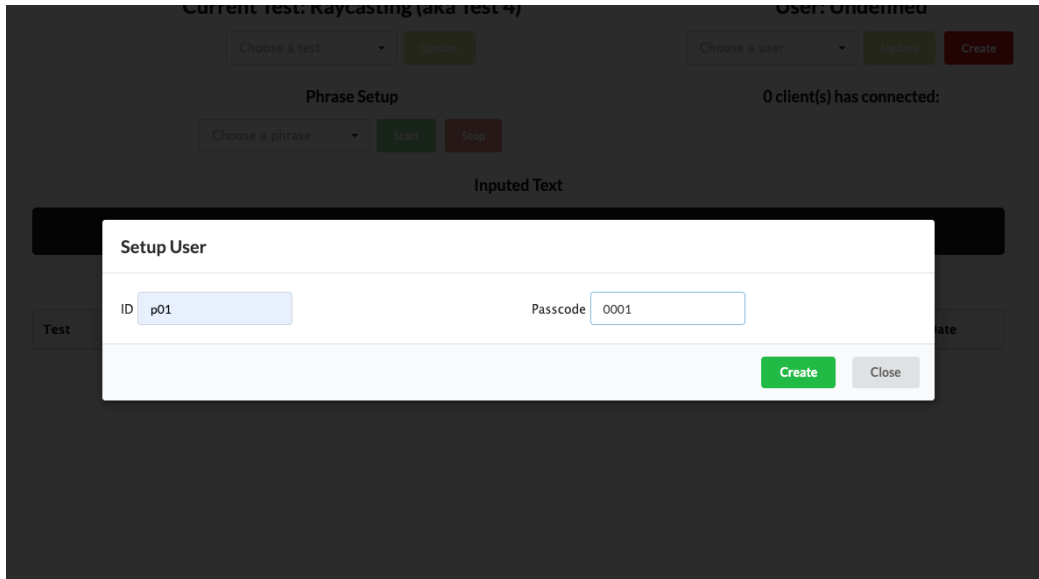 Current Test: Raycasting (aka Test 4)
User: Undefined
Choose a test
Update
Choose a user
Update
Create
Phrase Setup
0 client(s) has connected:
Choose a phrase
Start
Stop
Inputed Text
Setup User
ID
p01
Passcode
0001
Test
Create
Close